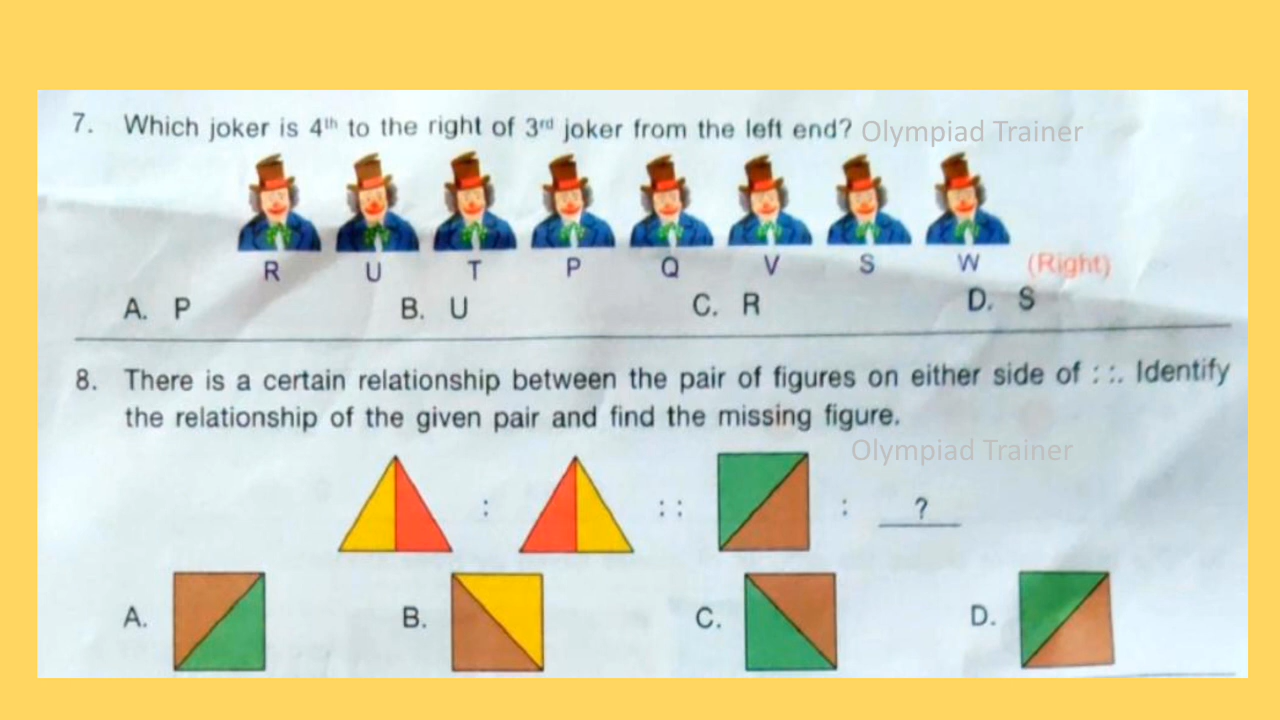 7. Which joker is 4th to the right of 3rd joker from the left end? Olympiad Trainer
R U T P Q V S W (Right)
A. P B. U C. R D. S
8. There is a certain relationship between the pair of figures on either side of : :. Identify
the relationship of the given pair and find the missing figure.
Olympiad Trainer
: : : : ?
A. B. C. D.